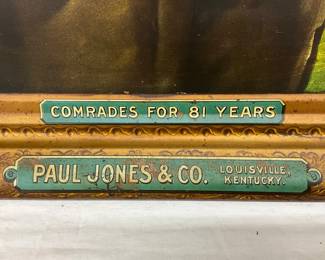 COMRADES FOR 81 YEARS
PAUL JONES & CO. LOUISVILLE,
KENTUCKY.